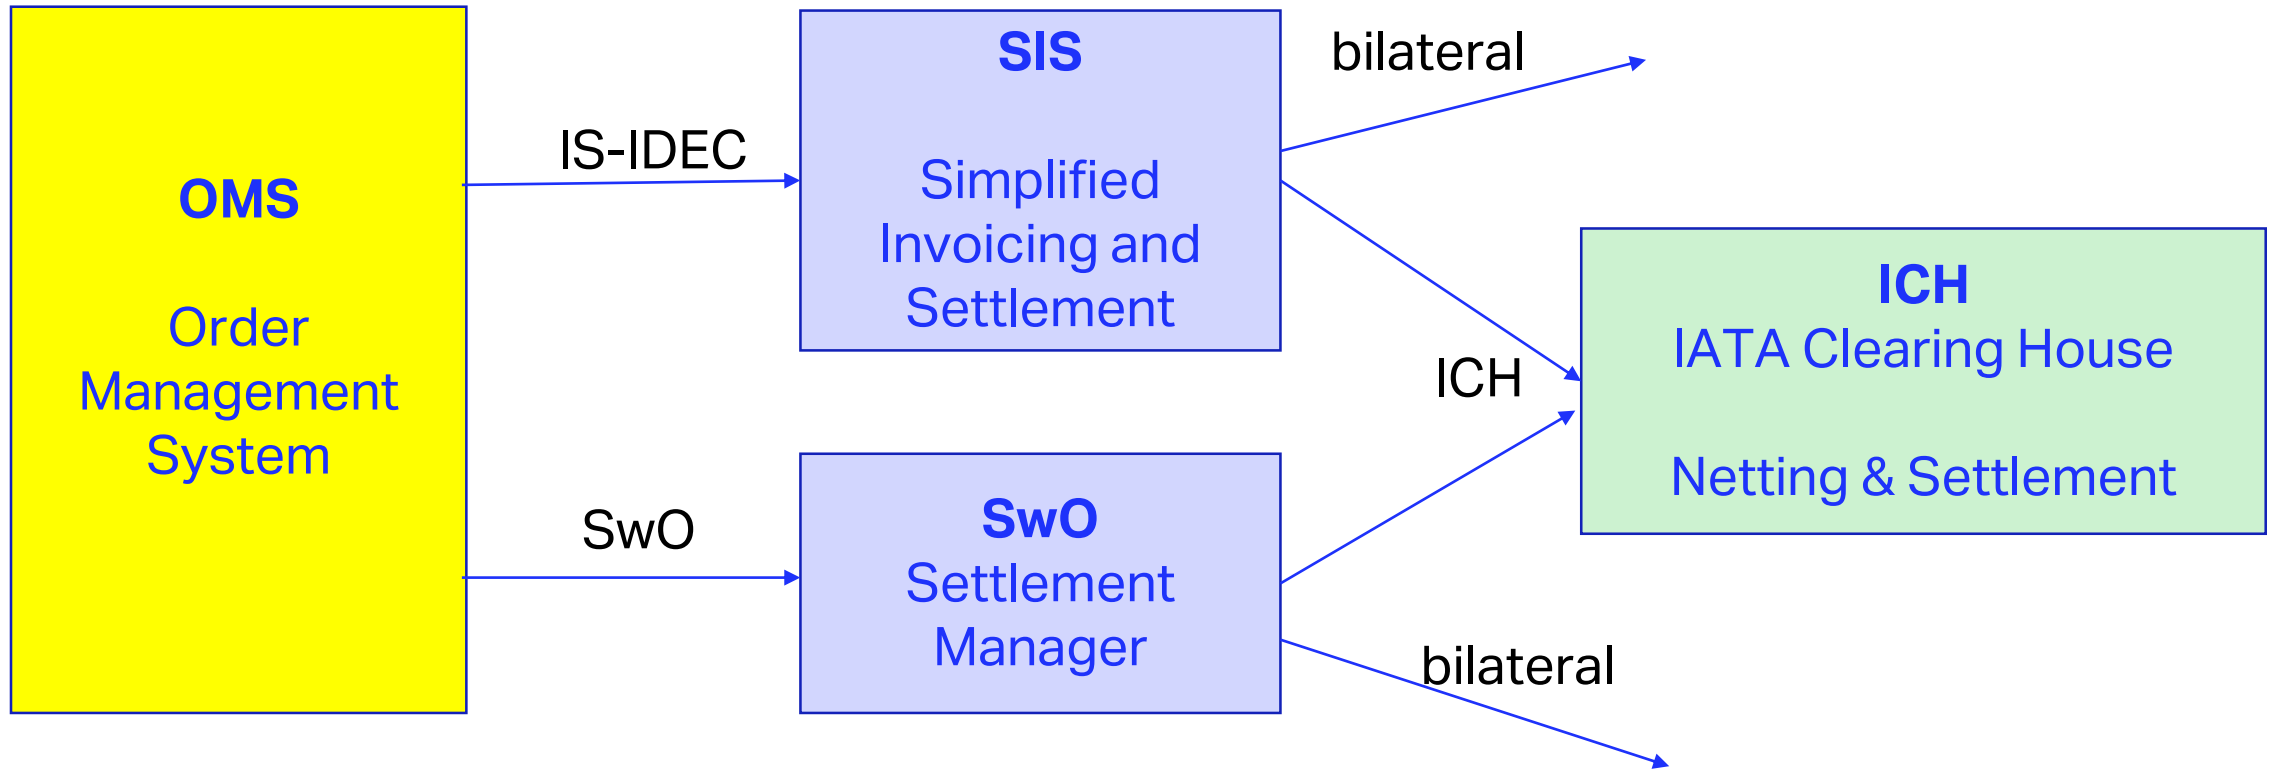 OMS
Order
Management
System
IS-IDEC
SwO
SIS
Simplified
Invoicing and
Settlement
SwO
Settlement
Manager
bilateral
ICH
bilateral
ICH
IATA Clearing House
Netting & Settlement